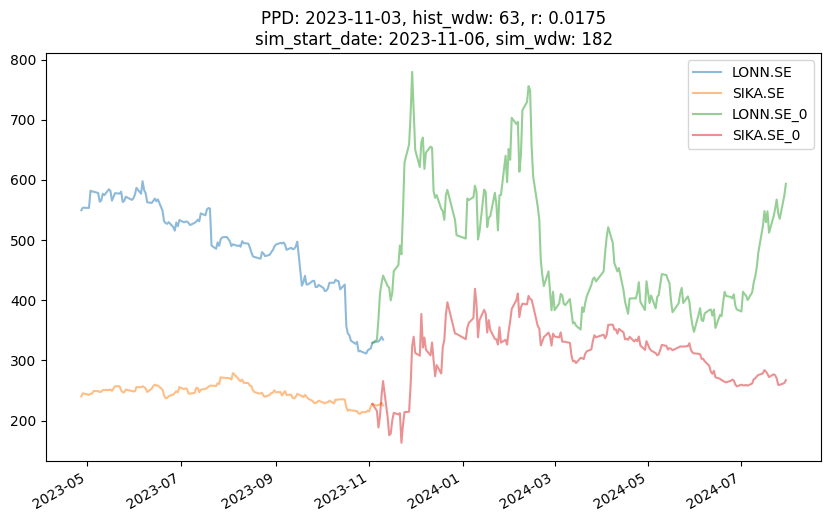 PPD: 2023-11-03, hist_wdw: 63, r: 0.0175
sim_start_date: 2023-11-06, sim_wdw: 182
800
700
600
500
400
300
200
LONN.SE
SIKA.SE
LONN.SE_0
SIKA.SE_0
2023-05
2023-07
2023-09
2023-11
2024-01
2024-03
2024-05
2024-07